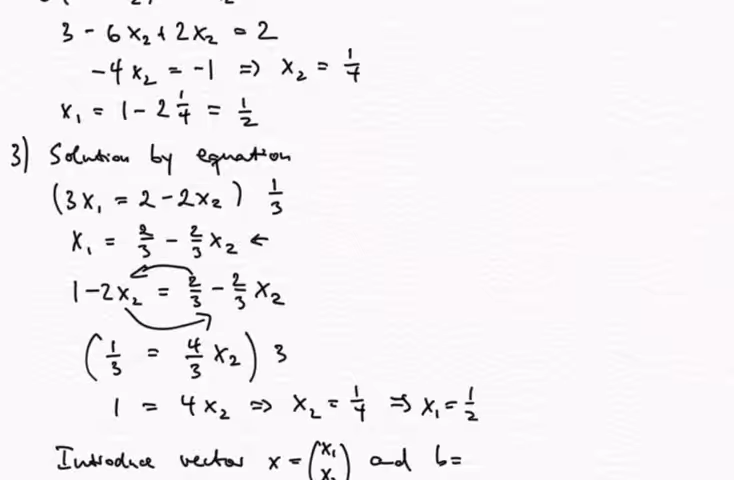 3 - 6x₂ + 2x₂ = 2
-4x₂ = -1 ⇒ x₂ = 1/4
x₁ = 1 - 2 1/4 = 1/2
3) Solution by equation
(3x₁ = 2 - 2x₂) 1/3
x₁ = 2/3 - 2/3 x₂ ←
1 - 2x₂ = 2/3 - 2/3 x₂
(1/3 = 4/3 x₂) 3
1 = 4x₂ ⇒ x₂ = 1/4 ⇒ x₁ = 1/2
Introduce vector x = (x₁ x₂) and b =